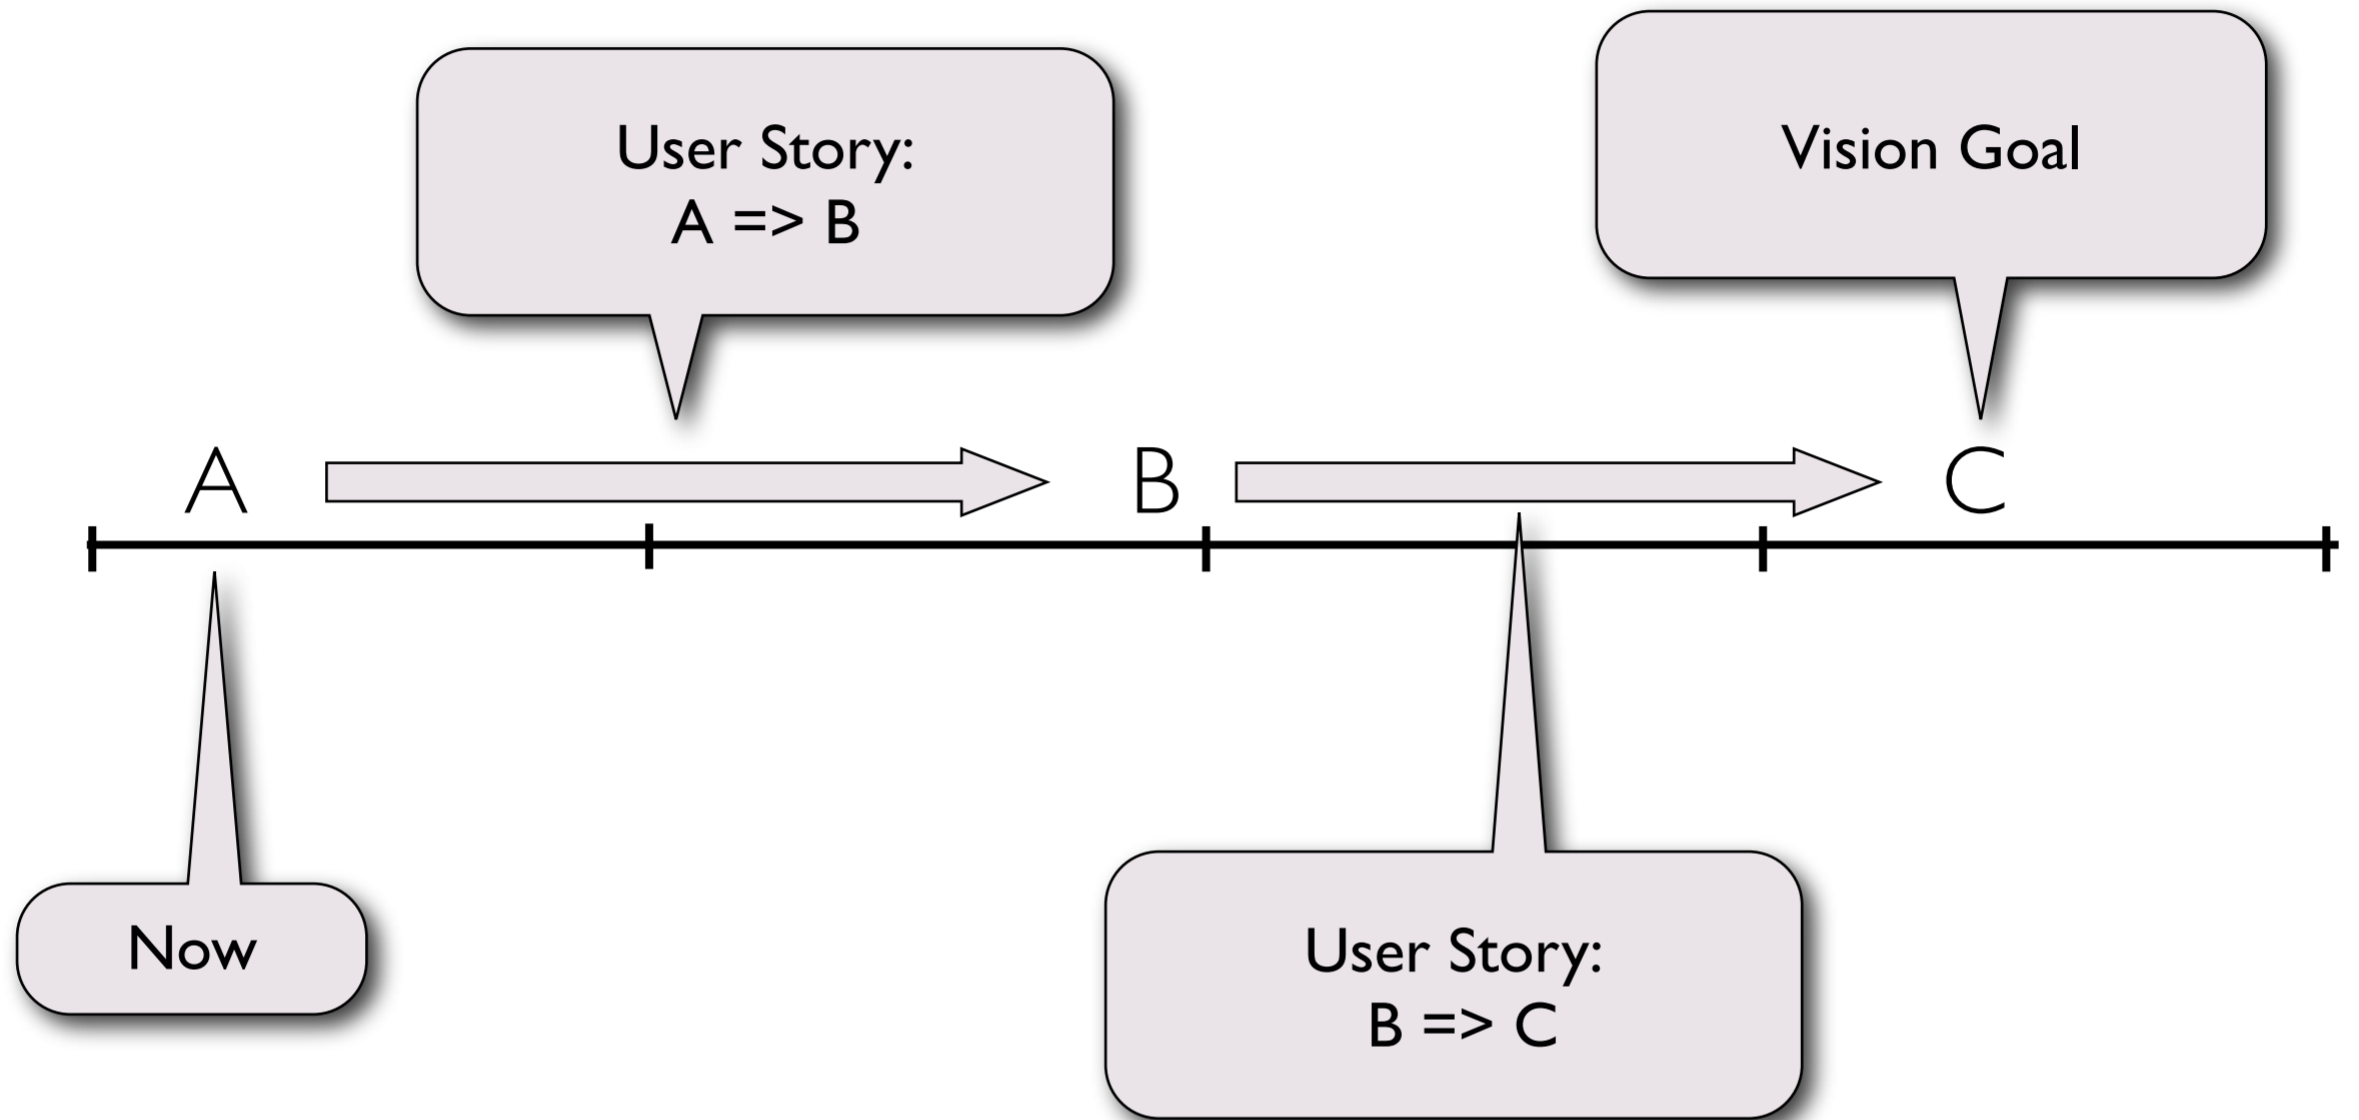 User Story:
A => B
Vision Goal
A
B
C
Now
User Story:
B => C